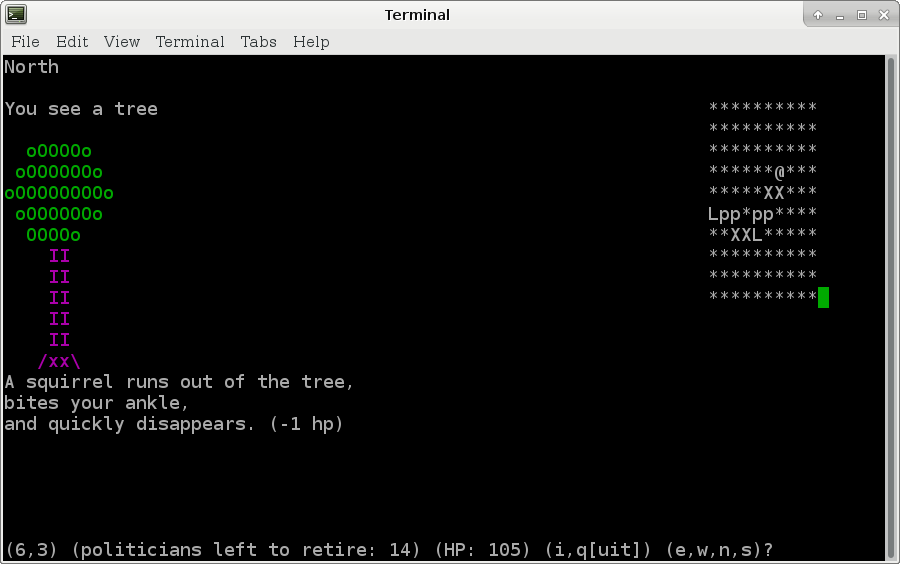 Terminal
File Edit View Terminal Tabs Help
North
You see a tree **********
**********
oOOOOo **********
oOOOOOOo ******@***
oOOOOOOOOo *****XX***
oOOOOOOo Lpp*pp****
OOOOo **XXL*****
II **********
II **********
II **********
II
II
/xx\
A squirrel runs out of the tree,
bites your ankle,
and quickly disappears. (-1 hp)
(6,3) (politicians left to retire: 14) (HP: 105) (i,q[uit]) (e,w,n,s)?